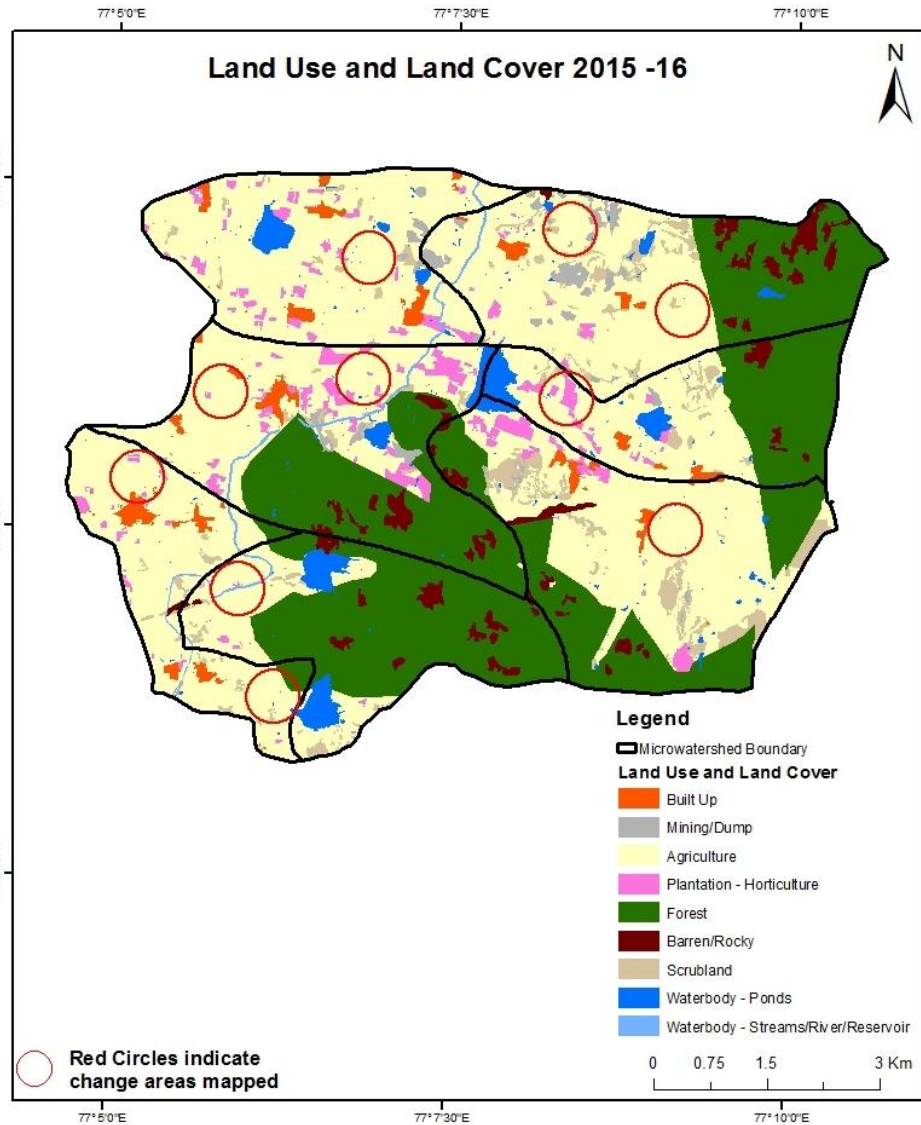 77°5'0"E 77°7'30"E 77°10'0"E
Land Use and Land Cover 2015 -16
N
Legend
Microwatershed Boundary
Land Use and Land Cover
Built Up
Mining/Dump
Agriculture
Plantation - Horticulture
Forest
Barren/Rocky
Scrubland
Waterbody - Ponds
Waterbody - Streams/River/Reservoir
Red Circles indicate
change areas mapped
0 0.75 1.5 3 Km
77°5'0"E 77°7'30"E 77°10'0"E